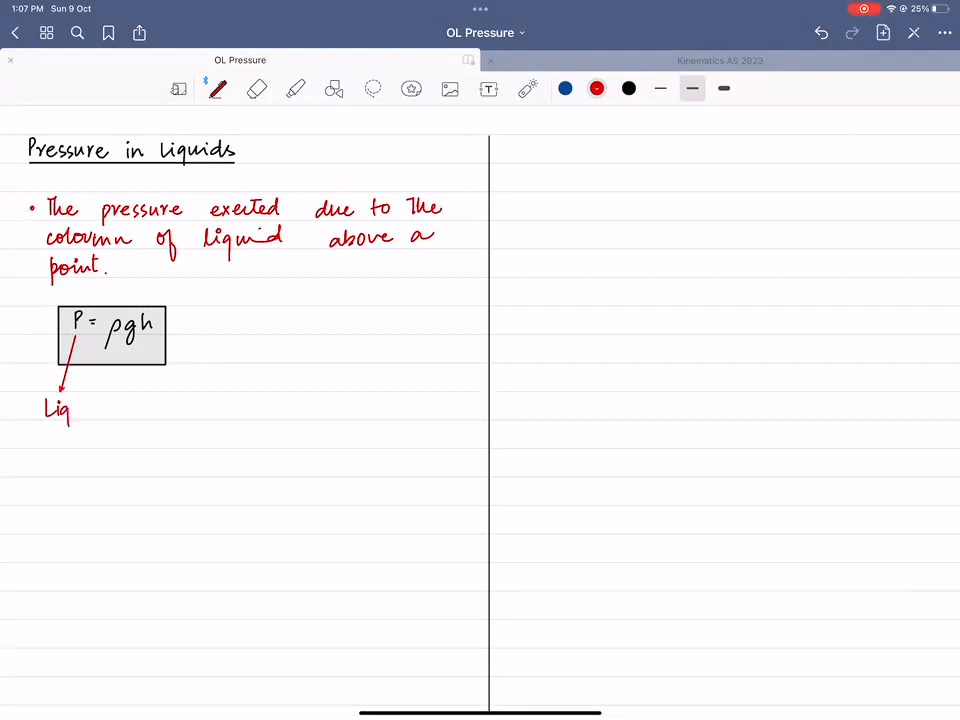 1:07 PM Sun 9 Oct
25%
OL Pressure
OL Pressure
Kinematics AS 2023
Pressure in Liquids
• The pressure exerted due to the
coloumn of liquid above a
point.
P = ρgh
Liq